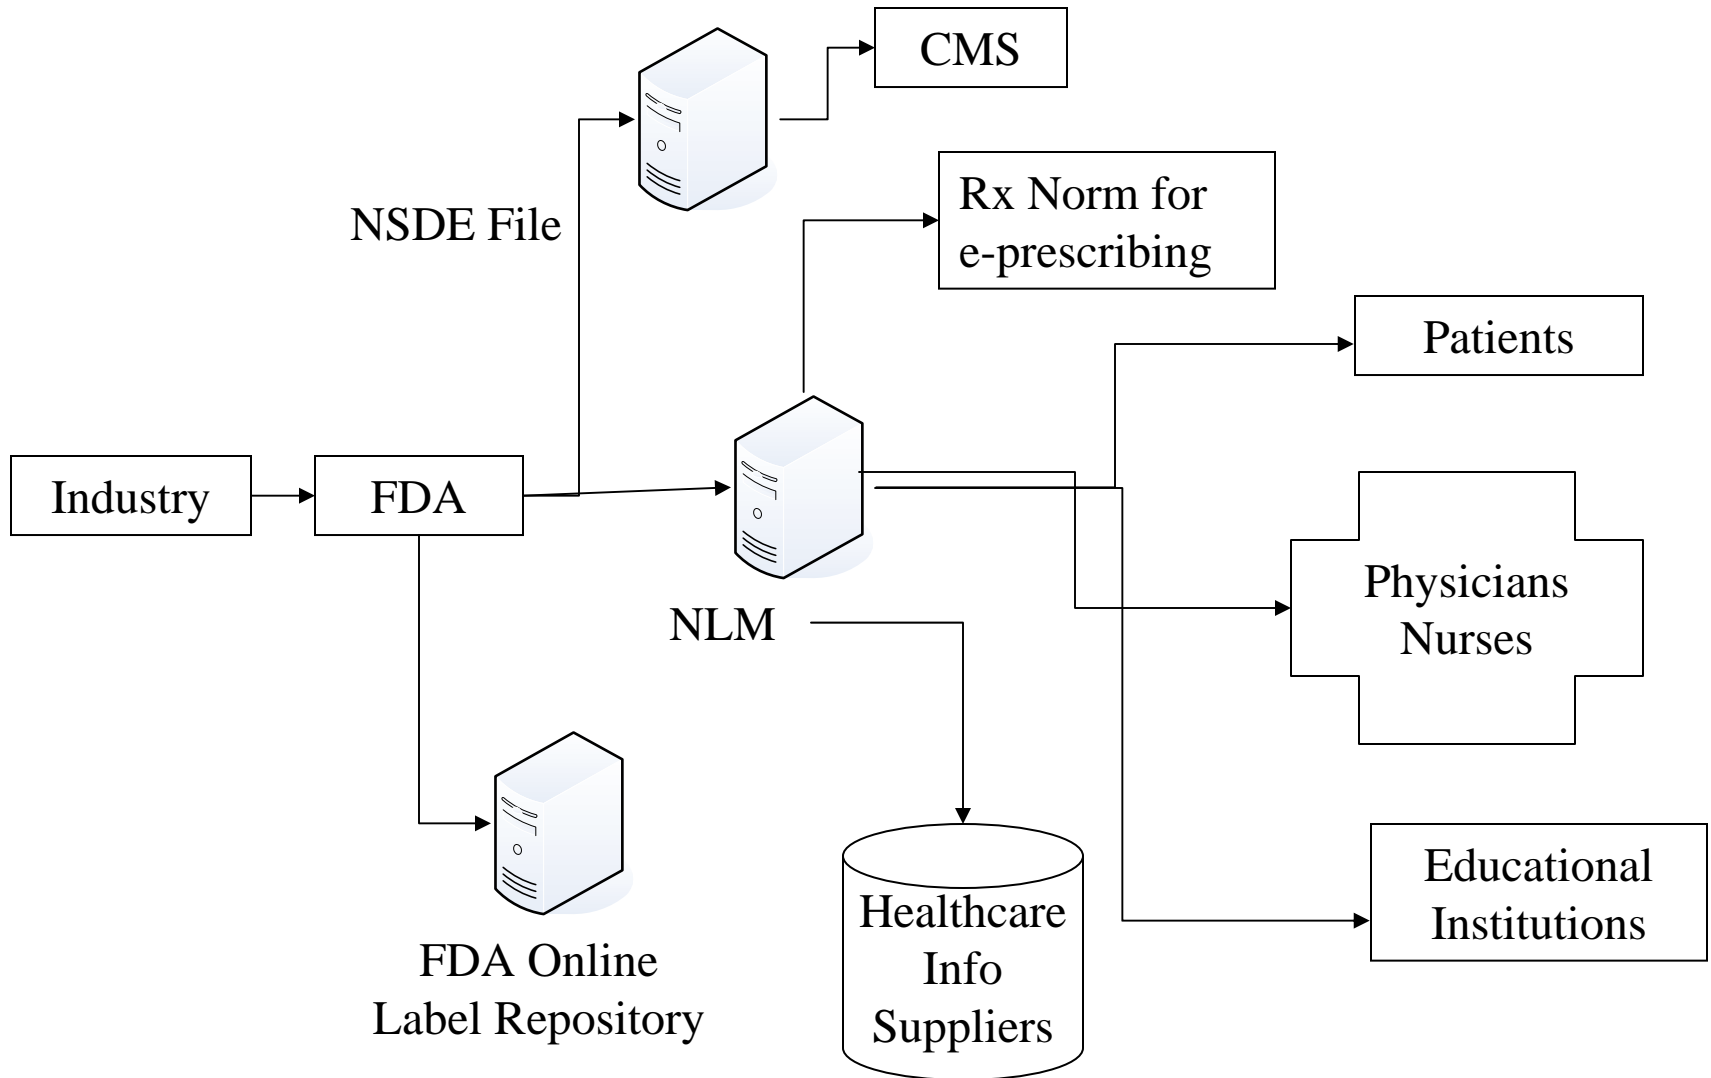 CMS
Rx Norm for
e-prescribing
NSDE File
Patients
Industry
FDA
Physicians
Nurses
NLM
Educational
Institutions
Healthcare
Info
Suppliers
FDA Online
Label Repository